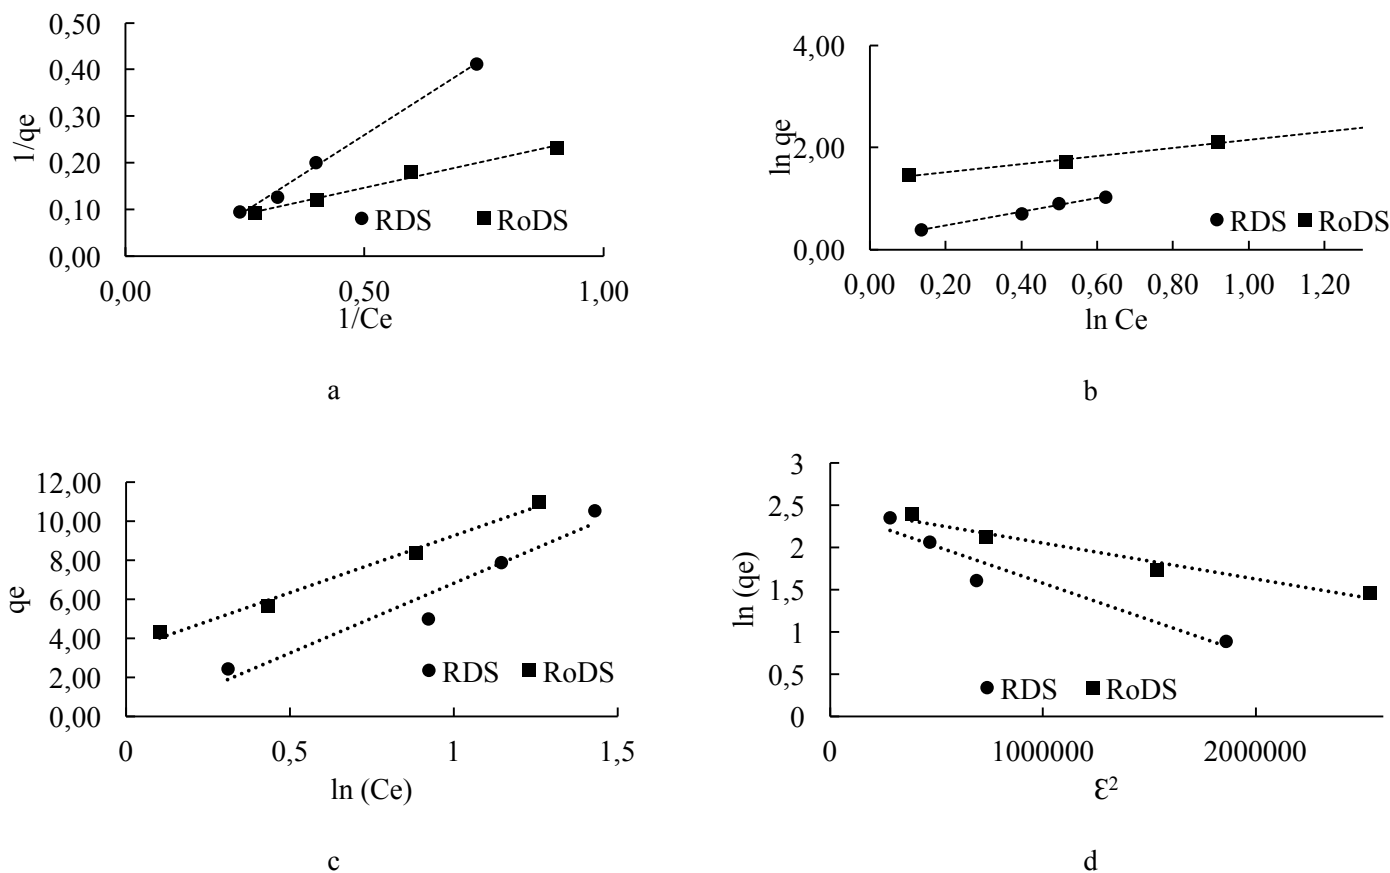 0,50
0,40
0,30
0,20
0,10
0,00
1/qe
RDS
RoDS
0,00
0,50
1,00
1/Ce
a
4,00
2,00
0,00
ln qe
RDS
RoDS
0,00
0,20
0,40
0,60
0,80
1,00
1,20
ln Ce
b
12,00
10,00
8,00
6,00
4,00
2,00
0,00
qe
RDS
RoDS
0
0,5
1
1,5
ln (Ce)
c
3
2,5
2
1,5
1
0,5
0
ln (qe)
RDS
RoDS
0
1000000
2000000
Ɛ²
d